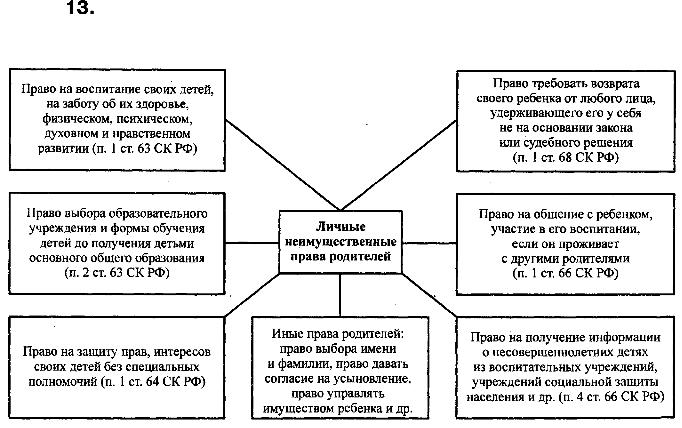 13.
Право на воспитание своих детей,
на заботу об их здоровье,
физическом, психическом,
духовном и нравственном
развитии (п. 1 ст. 63 СК РФ)
Право требовать возврата
своего ребенка от любого лица,
удерживающего его у себя
не на основании закона
или судебного решения
(п. 1 ст. 68 СК РФ)
Право выбора образовательного
учреждения и формы обучения
детей до получения детьми
основного общего образования
(п. 2 ст. 63 СК РФ)
Личные
неимущественные
права родителей
Право на общение с ребенком,
участие в его воспитании,
если он проживает
с другими родителями
(п. 1 ст. 66 СК РФ)
Право на защиту прав, интересов
своих детей без специальных
полномочий (п. 1 ст. 64 СК РФ)
Иные права родителей:
право выбора имени
и фамилии, право давать
согласие на усыновление.
право управлять
имуществом ребенка и др.
Право на получение информации
о несовершеннолетних детях
из воспитательных учреждений,
учреждений социальной защиты
населения и др. (п. 4 ст. 66 СК РФ)